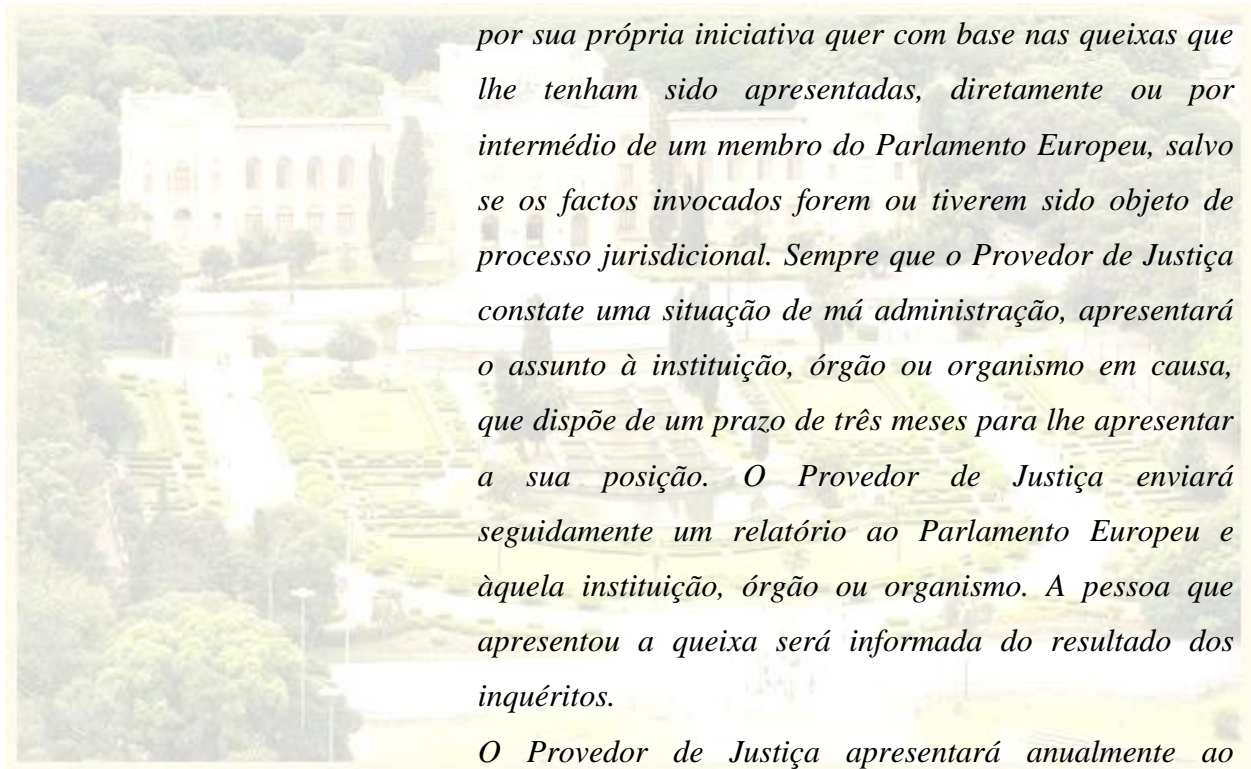 por sua própria iniciativa quer com base nas queixas que
lhe tenham sido apresentadas, diretamente ou por
intermédio de um membro do Parlamento Europeu, salvo
se os factos invocados forem ou tiverem sido objeto de
processo jurisdicional. Sempre que o Provedor de Justiça
constate uma situação de má administração, apresentará
o assunto à instituição, órgão ou organismo em causa,
que dispõe de um prazo de três meses para lhe apresentar
a sua posição. O Provedor de Justiça enviará
seguidamente um relatório ao Parlamento Europeu e
àquela instituição, órgão ou organismo. A pessoa que
apresentou a queixa será informada do resultado dos
inquéritos.
O Provedor de Justiça apresentará anualmente ao